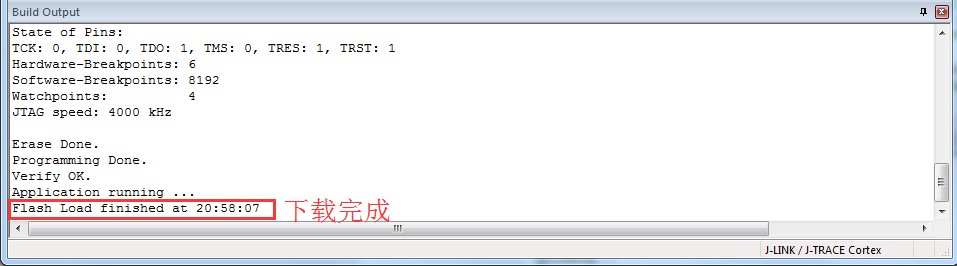 Build Output
State of Pins:
TCK: 0, TDI: 0, TDO: 1, TMS: 0, TRES: 1, TRST: 1
Hardware-Breakpoints: 6
Software-Breakpoints: 8192
Watchpoints:          4
JTAG speed: 4000 kHz
Erase Done.
Programming Done.
Verify OK.
Application running ...
Flash Load finished at 20:58:07 下载完成
J-LINK / J-TRACE Cortex